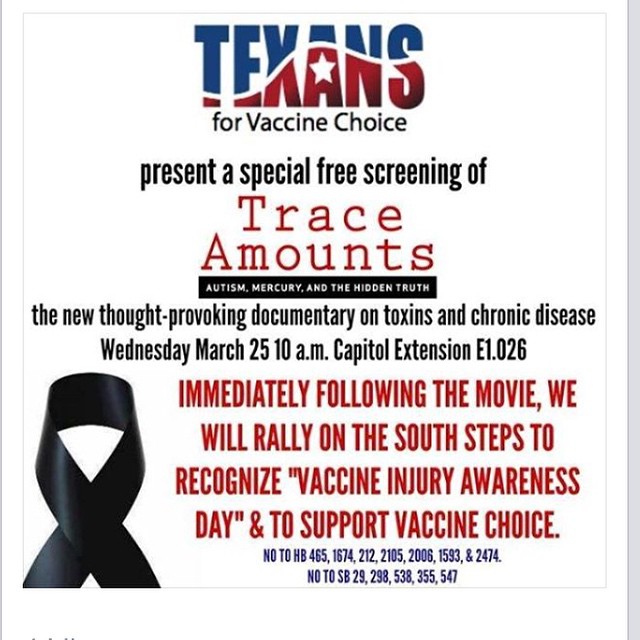 TEXANS
for Vaccine Choice
present a special free screening of
Trace
Amounts
AUTISM, MERCURY, AND THE HIDDEN TRUTH
the new thought-provoking documentary on toxins and chronic disease
Wednesday March 25 10 a.m. Capitol Extension E1.026
IMMEDIATELY FOLLOWING THE MOVIE, WE
WILL RALLY ON THE SOUTH STEPS TO
RECOGNIZE "VACCINE INJURY AWARENESS
DAY" & TO SUPPORT VACCINE CHOICE.
NO TO HB 465, 1674, 212, 2105, 2006, 1593, & 2474.
NO TO SB 29, 298, 538, 355, 547